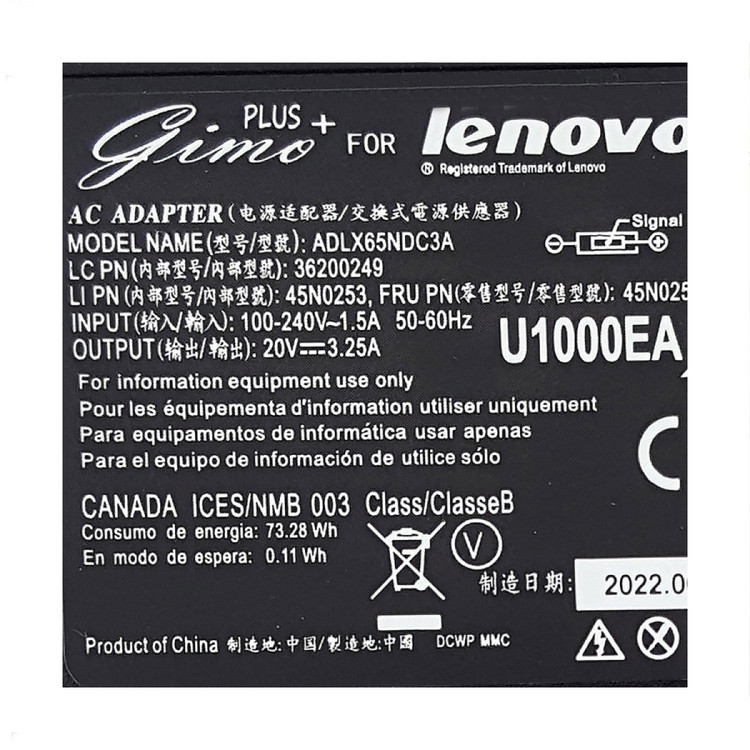 Gimo PLUS + FOR lenovo
® Registered Trademark of Lenovo
AC ADAPTER (电源适配器/交换式電源供應器)
Signal
MODEL NAME (型号/型號): ADLX65NDC3A
LC PN (内部型号/內部型號): 36200249
LI PN (内部型号/內部型號): 45N0253, FRU PN (零售型号/零售型號): 45N025
INPUT (输入/輸入): 100-240V~1.5A 50-60Hz
OUTPUT (输出/輸出): 20V⎓3.25A
U1000EA
For information equipment use only
Pour les équipementa d'information utiliser uniquement
Para equipamentos de informática usar apenas
Para el equipo de información de utilice sólo
CANADA ICES/NMB 003 Class/ClasseB
Consumo de energia: 73.28 Wh
En modo de espera: 0.11 Wh
V
制造日期: 2022.0
Product of China 制造地:中国/製造地:中國 DCWP MMC